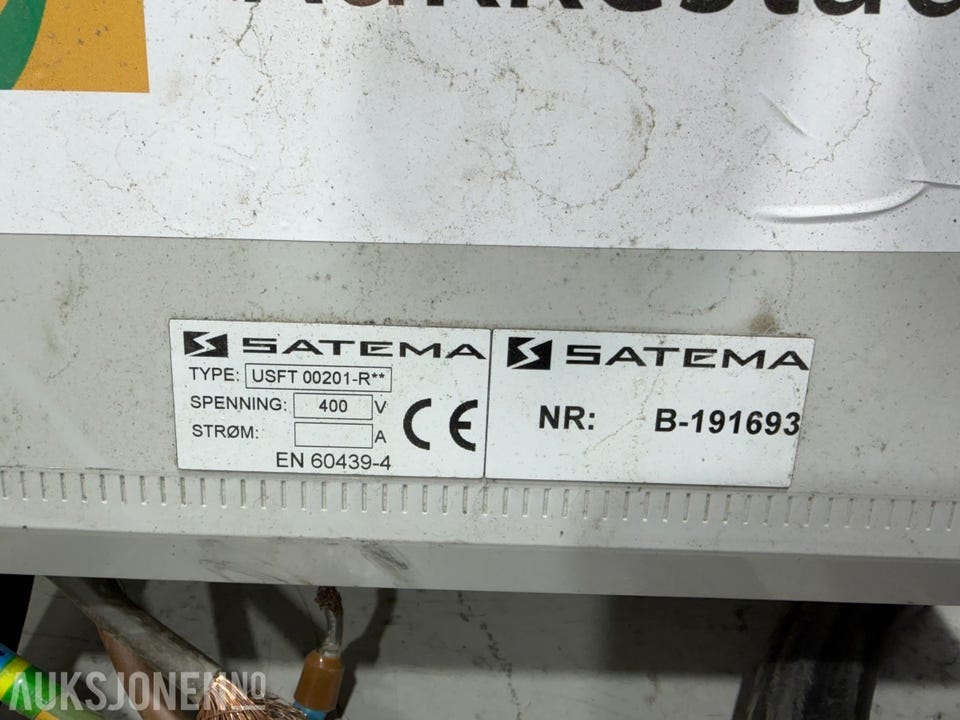 SATEMA
TYPE: USFT 00201-R**
SPENNING: 400 V
STRØM: A
CE
EN 60439-4
SATEMA
NR: B-191693
AUKSJONEN.NO